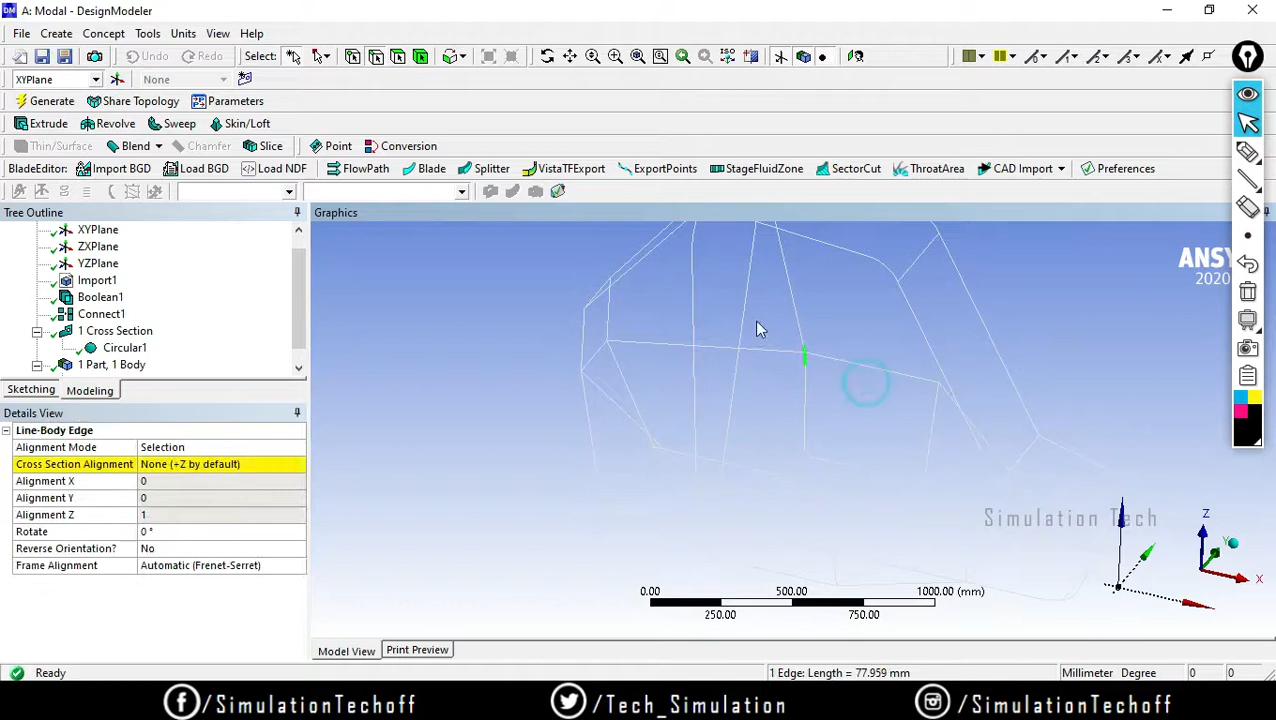 DM A: Modal - DesignModeler
File Create Concept Tools Units View Help
Undo Redo Select:
XYPlane None
Generate Share Topology Parameters
Extrude Revolve Sweep Skin/Loft
Thin/Surface Blend Chamfer Slice Point Conversion
BladeEditor: Import BGD Load BGD Load NDF FlowPath Blade Splitter VistaTFExport ExportPoints StageFluidZone SectorCut ThroatArea CAD Import Preferences
Tree Outline
XYPlane
ZXPlane
YZPlane
Import1
Boolean1
Connect1
1 Cross Section
Circular1
1 Part, 1 Body
Sketching Modeling
Details View
Line-Body Edge
Alignment Mode Selection
Cross Section Alignment None (+Z by default)
Alignment X 0
Alignment Y 0
Alignment Z 1
Rotate 0 °
Reverse Orientation? No
Frame Alignment Automatic (Frenet-Serret)
Graphics
ANSY
2020
Simulation Tech
Z
Y
X
0.00 500.00 1000.00 (mm)
250.00 750.00
Model View Print Preview
Ready 1 Edge: Length = 77.959 mm Millimeter Degree 0 0
/SimulationTechoff /Tech_Simulation /SimulationTechoff